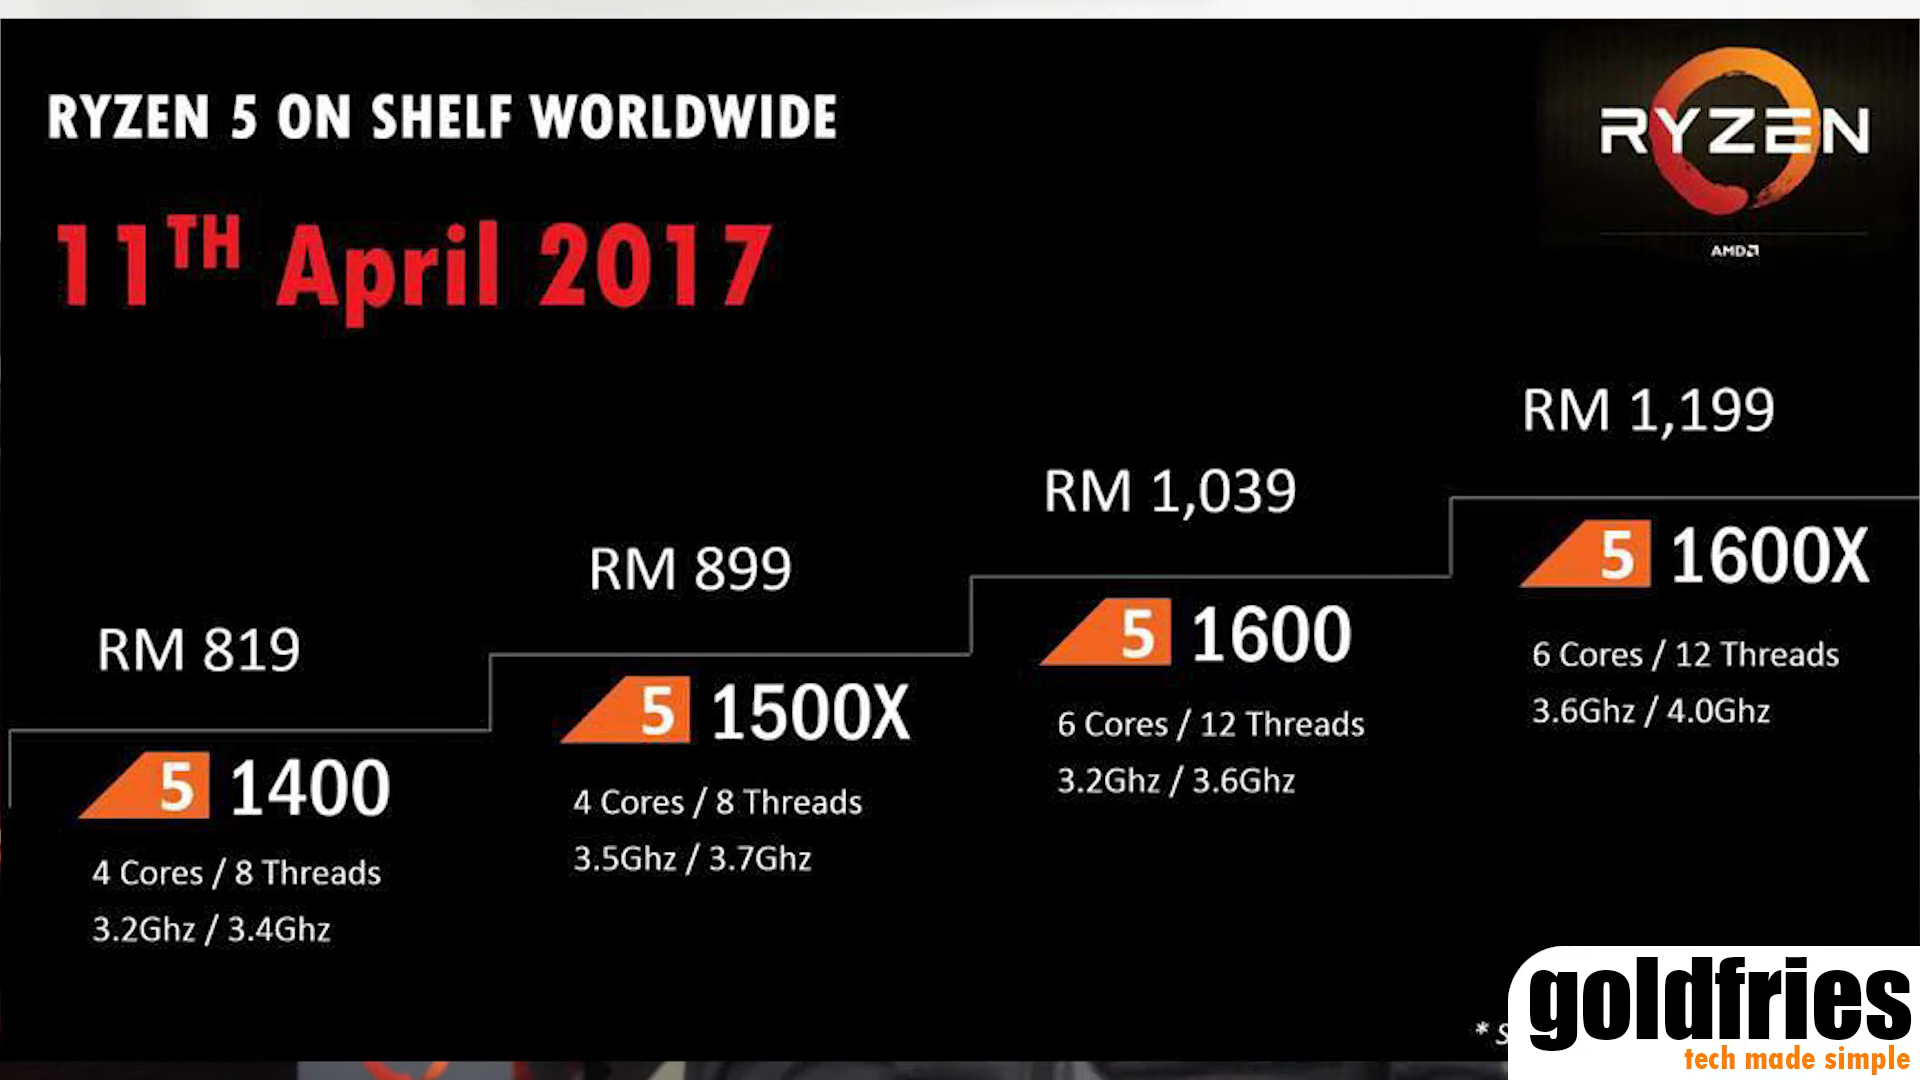 RYZEN 5 ON SHELF WORLDWIDE
RYZEN
11TH April 2017
AMD
RM 819
5 1400
4 Cores / 8 Threads
3.2Ghz / 3.4Ghz
RM 899
5 1500X
4 Cores / 8 Threads
3.5Ghz / 3.7Ghz
RM 1,039
5 1600
6 Cores / 12 Threads
3.2Ghz / 3.6Ghz
RM 1,199
5 1600X
6 Cores / 12 Threads
3.6Ghz / 4.0Ghz
goldfries
tech made simple